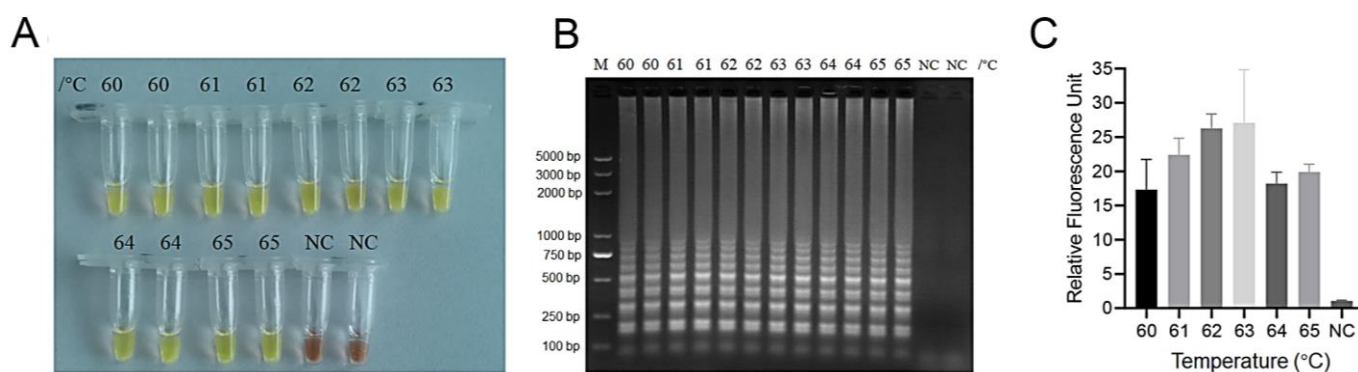 A
/°C 60 60 61 61 62 62 63 63
64 64 65 65 NC NC
B
M 60 60 61 61 62 62 63 63 64 64 65 65 NC NC /°C
5000 bp
3000 bp
2000 bp
1000 bp
750 bp
500 bp
250 bp
100 bp
C
Relative Fluorescence Unit
35
30
25
20
15
10
5
0
60 61 62 63 64 65 NC
Temperature (°C)